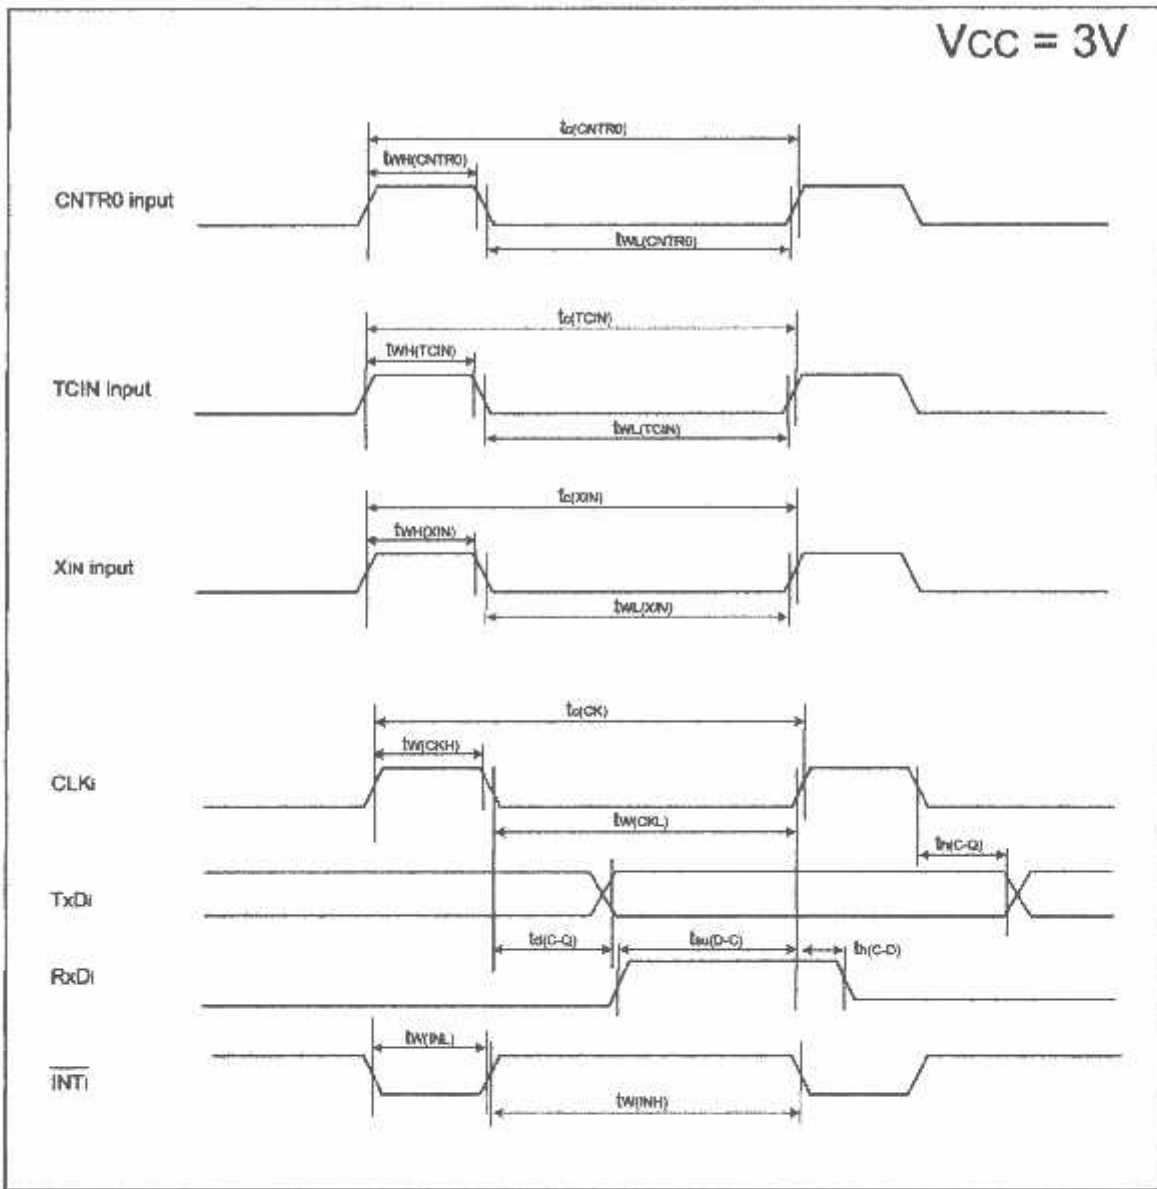 VCC = 3V
tc(CNTR0)
tWH(CNTR0)
CNTR0 input
tWL(CNTR0)
tc(TCIN)
tWH(TCIN)
TCIN input
tWL(TCIN)
tc(XIN)
tWH(XIN)
XIN input
tWL(XIN)
tc(CK)
tW(CKH)
CLKi
tW(CKL)
th(C-Q)
TxDi
td(C-Q)
tsu(D-C)
th(C-D)
RxDi
tW(INL)
INTi
tW(INH)